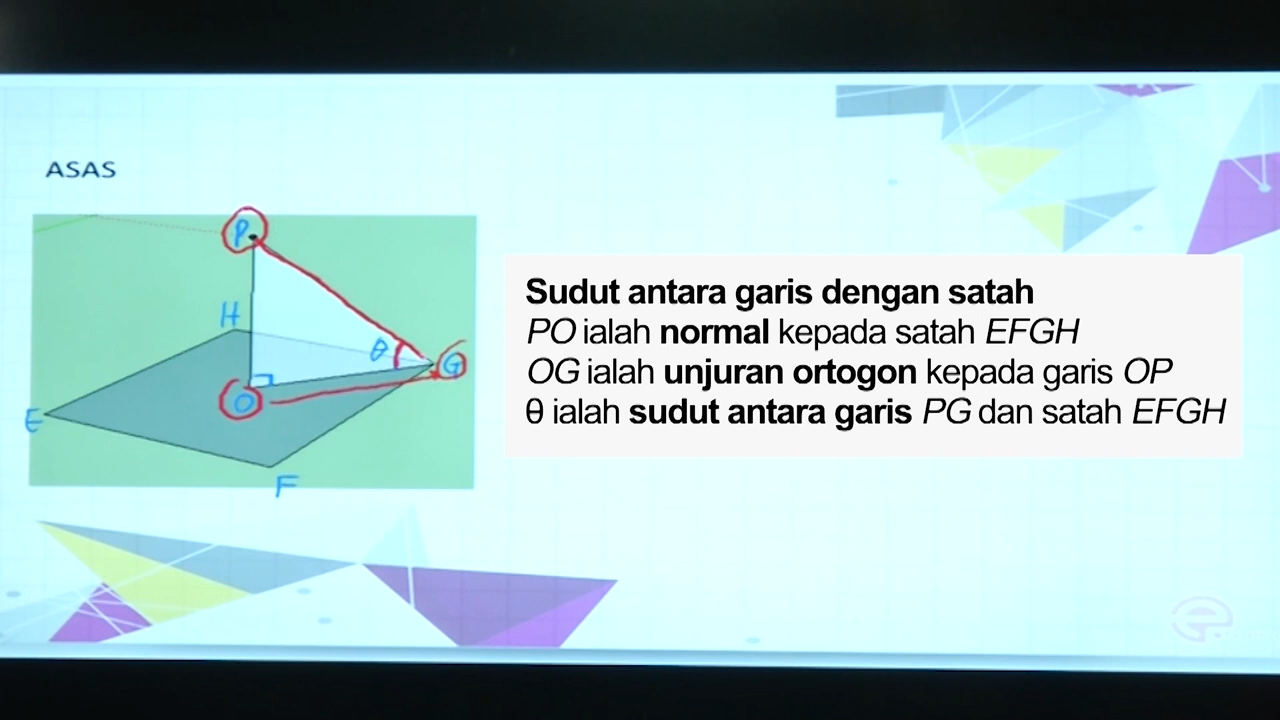 ASAS
P
H
θ
G
O
E
F
Sudut antara garis dengan satah
PO ialah normal kepada satah EFGH
OG ialah unjuran ortogon kepada garis OP
θ ialah sudut antara garis PG dan satah EFGH